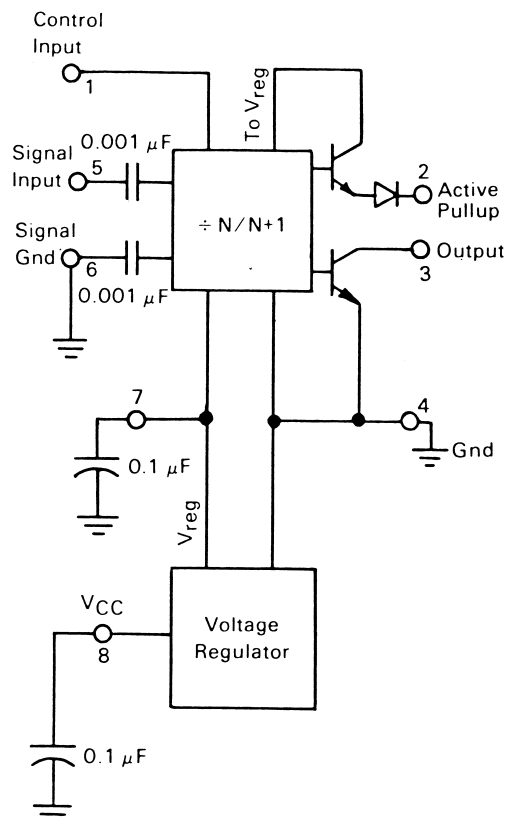 Control
Input
1
To Vreg
0.001 μF
Signal
Input
5
2
Active
Pullup
÷ N/N+1
Signal
Gnd
6
0.001 μF
Output
3
7
4
0.1 μF
Gnd
Vreg
VCC
8
Voltage
Regulator
0.1 μF